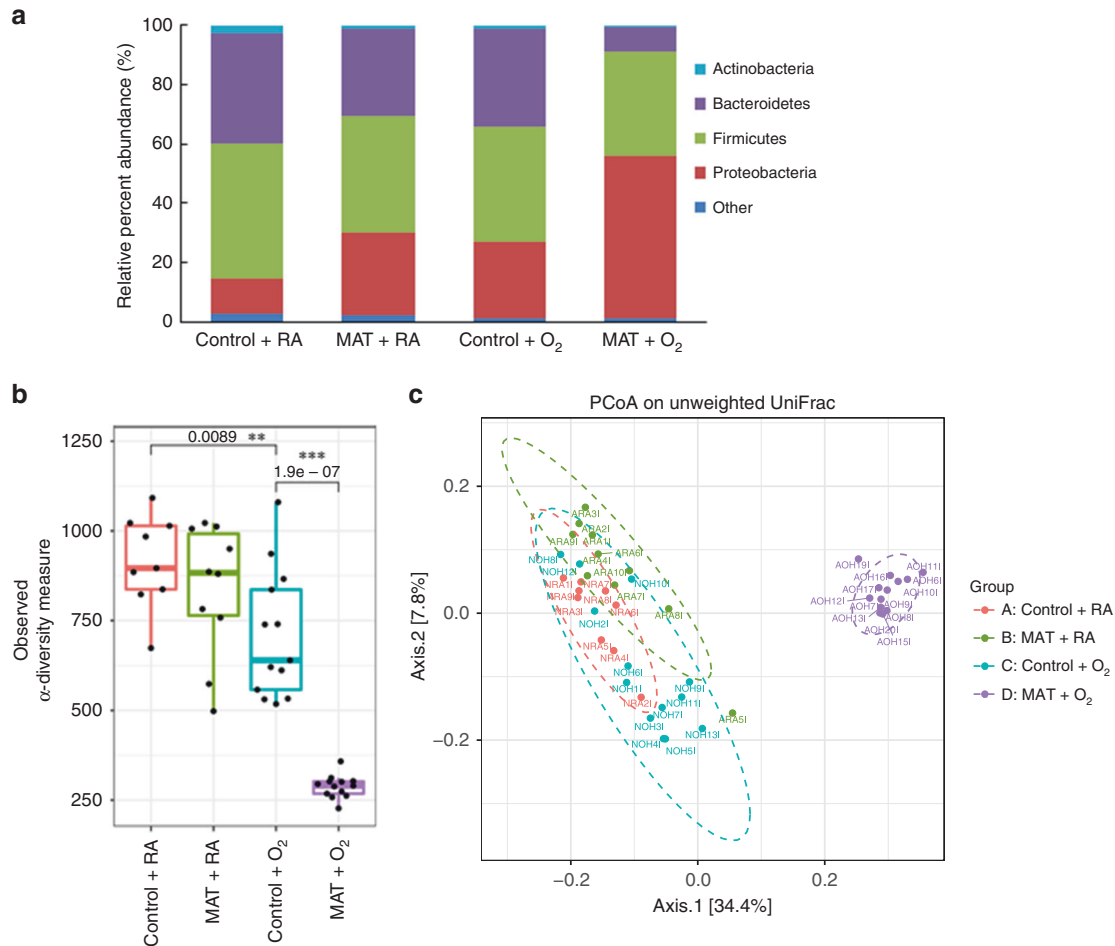 a
Relative percent abundance (%)
100
80
60
40
20
0
Control + RA
MAT + RA
Control + O₂
MAT + O₂
Actinobacteria
Bacteroidetes
Firmicutes
Proteobacteria
Other
b
Observed
α-diversity measure
1250
1000
750
500
250
0.0089 **
***
1.9e – 07
Control + RA
MAT + RA
Control + O₂
MAT + O₂
c
PCoA on unweighted UniFrac
Axis.2 [7.8%]
0.2
0.0
−0.2
ARA3I
ARA2I
ARA9I
ARA1I
ARA6I
ARA4I
ARA10I
ARA7I
ARA8I
ARA5I
NOH8I
NOH12I
NOH10I
NRA1I
NRA7I
NRA9I
NRA8I
NRA3I
NRA6I
NOH2I
NRA5I
NRA4I
NOH6I
NOH1I
NOH9I
NRA2I
NOH11I
NOH7I
NOH3I
NOH13I
NOH4I
NOH5I
AOH19I
AOH11I
AOH16I
AOH6I
AOH17I
AOH10I
AOH12I
AOH7I
AOH9I
AOH13I
AOH8I
AOH20I
AOH15I
−0.2
0.0
0.2
Axis.1 [34.4%]
Group
A: Control + RA
B: MAT + RA
C: Control + O₂
D: MAT + O₂